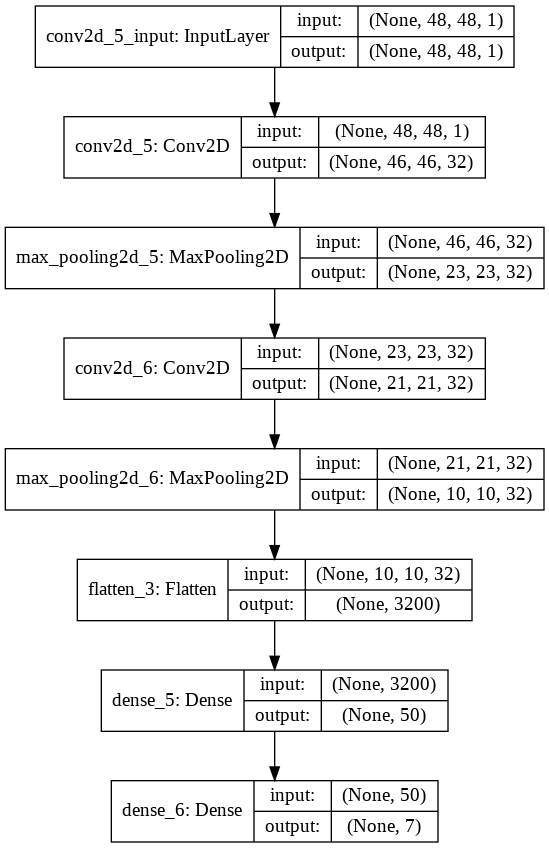 conv2d_5_input: InputLayer
input: (None, 48, 48, 1)
output: (None, 48, 48, 1)
conv2d_5: Conv2D
input: (None, 48, 48, 1)
output: (None, 46, 46, 32)
max_pooling2d_5: MaxPooling2D
input: (None, 46, 46, 32)
output: (None, 23, 23, 32)
conv2d_6: Conv2D
input: (None, 23, 23, 32)
output: (None, 21, 21, 32)
max_pooling2d_6: MaxPooling2D
input: (None, 21, 21, 32)
output: (None, 10, 10, 32)
flatten_3: Flatten
input: (None, 10, 10, 32)
output: (None, 3200)
dense_5: Dense
input: (None, 3200)
output: (None, 50)
dense_6: Dense
input: (None, 50)
output: (None, 7)